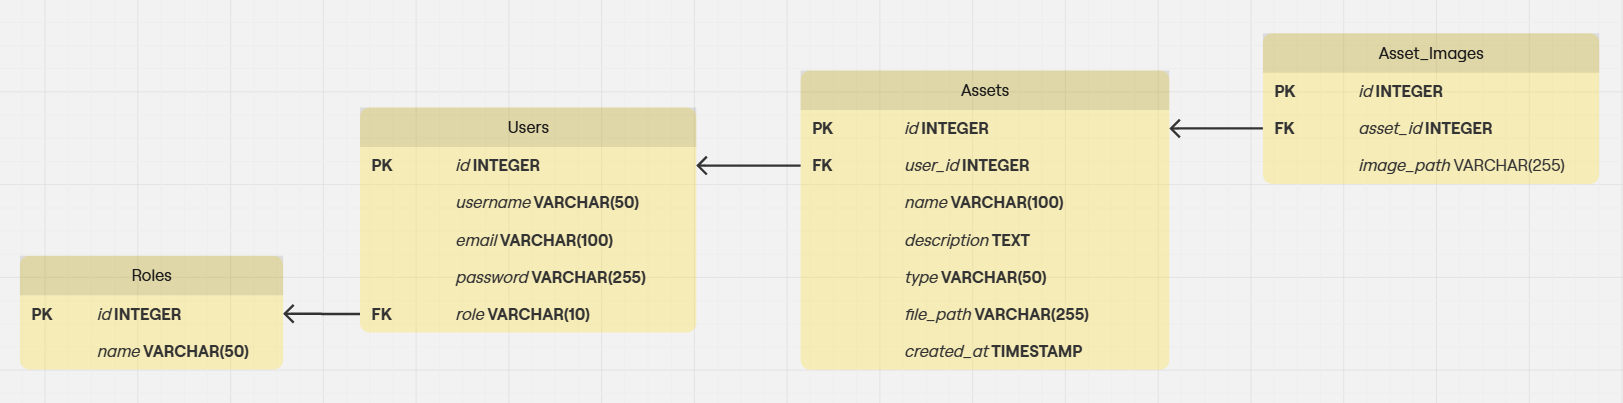 Roles
PK id INTEGER
name VARCHAR(50)
Users
PK id INTEGER
username VARCHAR(50)
email VARCHAR(100)
password VARCHAR(255)
FK role VARCHAR(10)
Assets
PK id INTEGER
FK user_id INTEGER
name VARCHAR(100)
description TEXT
type VARCHAR(50)
file_path VARCHAR(255)
created_at TIMESTAMP
Asset_Images
PK id INTEGER
FK asset_id INTEGER
image_path VARCHAR(255)